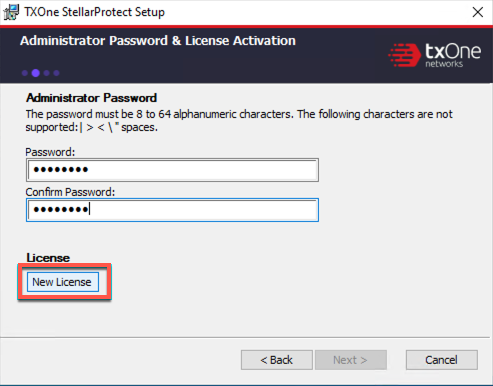 TXOne StellarProtect Setup
Administrator Password & License Activation
txOne
networks
Administrator Password
The password must be 8 to 64 alphanumeric characters. The following characters are not
supported:| > < \ " spaces.
Password:
●●●●●●●●
Confirm Password:
●●●●●●●●
License
New License
< Back
Next >
Cancel